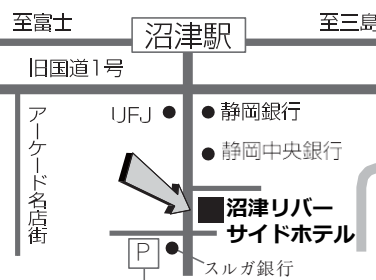 至富士
沼津駅
至三島
旧国道1号
アーケード名店街
UFJ
静岡銀行
静岡中央銀行
沼津リバー
サイドホテル
P
スルガ銀行